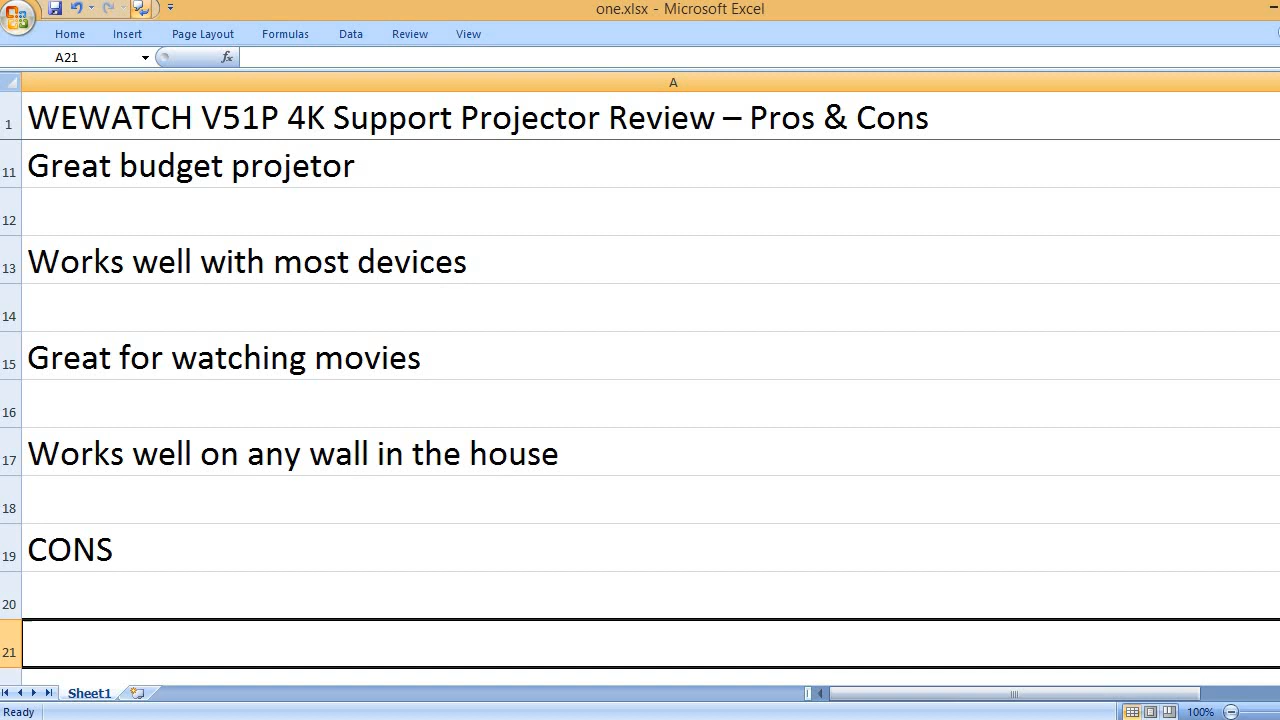 one.xlsx - Microsoft Excel
Home Insert Page Layout Formulas Data Review View
A21 fx
A
1 WEWATCH V51P 4K Support Projector Review – Pros & Cons
11 Great budget projetor
12
13 Works well with most devices
14
15 Great for watching movies
16
17 Works well on any wall in the house
18
19 CONS
20
21
Sheet1
Ready 100%